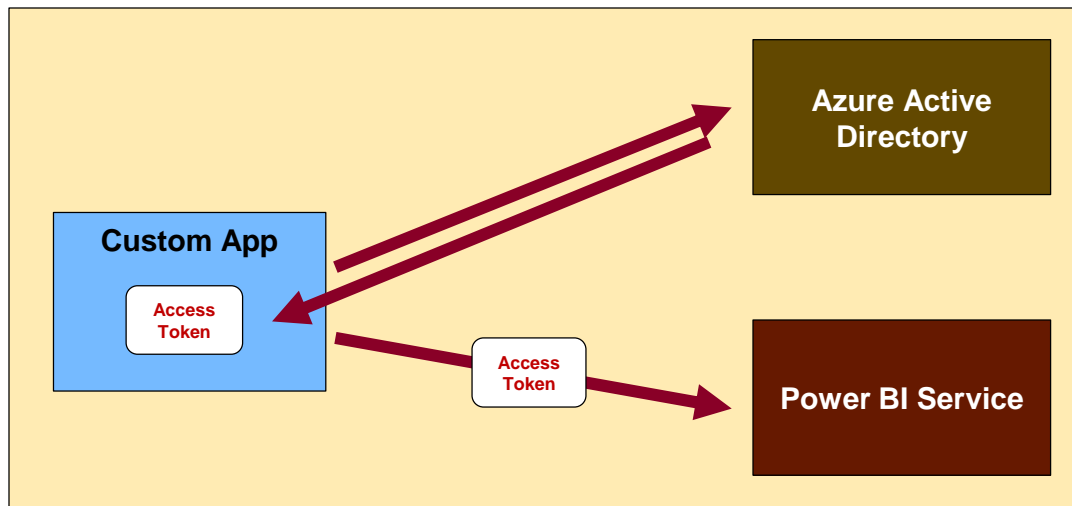 Azure Active
Directory
Custom App
Access
Token
Access
Token
Power BI Service